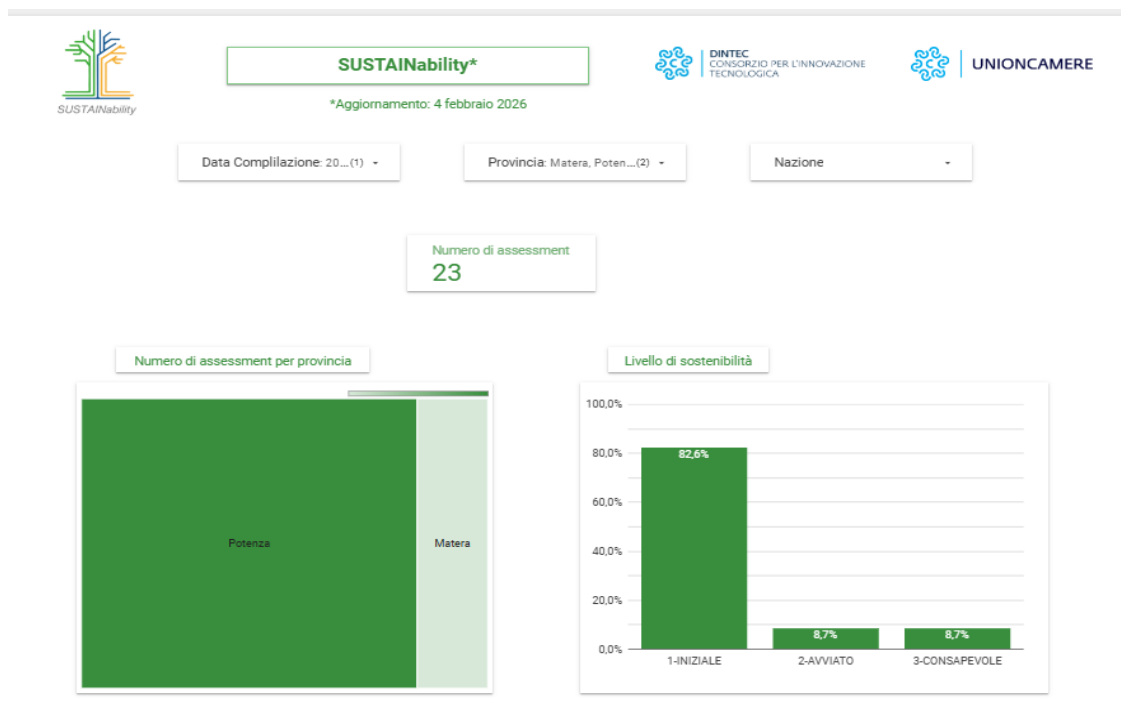 SUSTAINability
SUSTAINability*
*Aggiornamento: 4 febbraio 2026
DINTEC
CONSORZIO PER L'INNOVAZIONE
TECNOLOGICA
UNIONCAMERE
Data Complilazione: 20...(1)
Provincia: Matera, Poten...(2)
Nazione
Numero di assessment
23
Numero di assessment per provincia
Potenza
Matera
Livello di sostenibilità
100,0%
80,0%
60,0%
40,0%
20,0%
0,0%
82,6%
8,7%
8,7%
1-INIZIALE
2-AVVIATO
3-CONSAPEVOLE